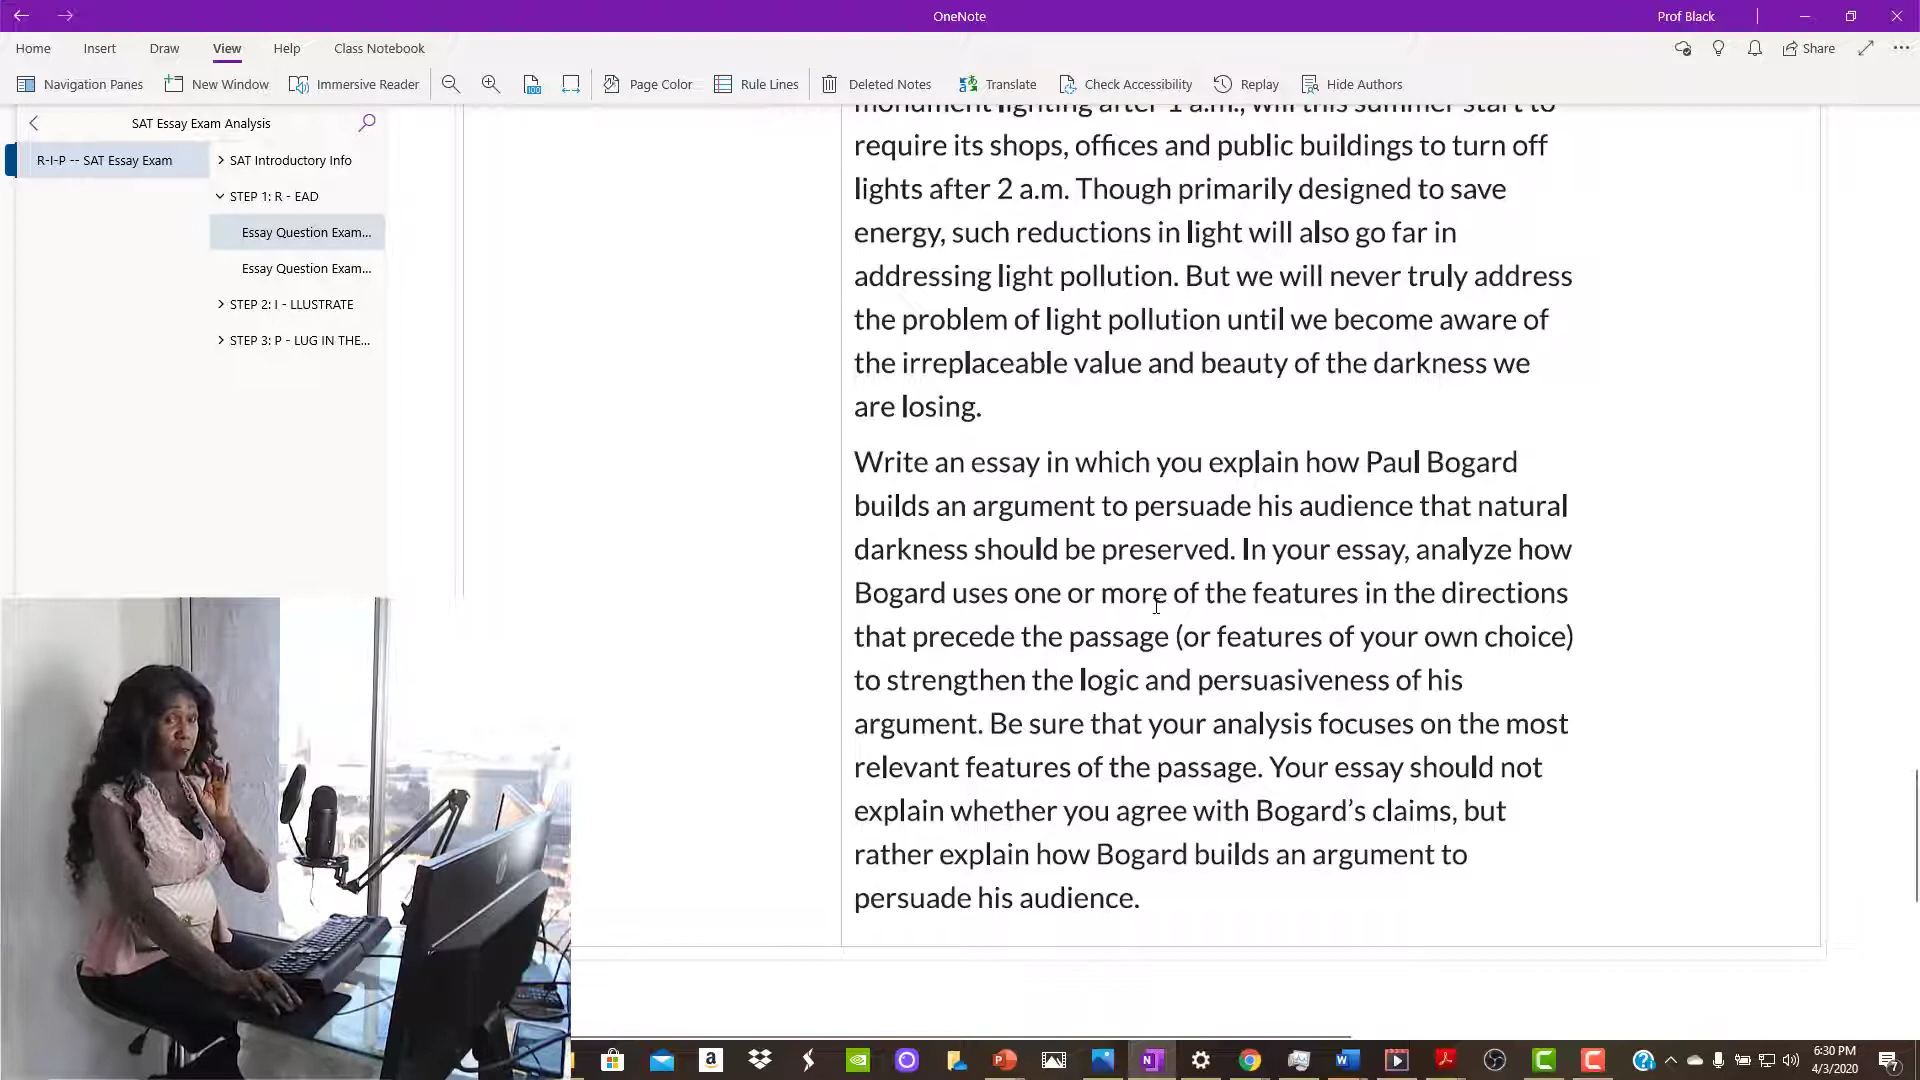 OneNote
Prof Black
Home Insert Draw View Help Class Notebook
Share
Navigation Panes New Window Immersive Reader 100 Page Color Rule Lines Deleted Notes Translate Check Accessibility Replay Hide Authors
SAT Essay Exam Analysis
R-I-P -- SAT Essay Exam
SAT Introductory Info
STEP 1: R - EAD
Essay Question Exam...
Essay Question Exam...
STEP 2: I - LLUSTRATE
STEP 3: P - LUG IN THE...
monument lighting after 1 a.m., will this summer start to
require its shops, offices and public buildings to turn off
lights after 2 a.m. Though primarily designed to save
energy, such reductions in light will also go far in
addressing light pollution. But we will never truly address
the problem of light pollution until we become aware of
the irreplaceable value and beauty of the darkness we
are losing.
Write an essay in which you explain how Paul Bogard
builds an argument to persuade his audience that natural
darkness should be preserved. In your essay, analyze how
Bogard uses one or more of the features in the directions
that precede the passage (or features of your own choice)
to strengthen the logic and persuasiveness of his
argument. Be sure that your analysis focuses on the most
relevant features of the passage. Your essay should not
explain whether you agree with Bogard’s claims, but
rather explain how Bogard builds an argument to
persuade his audience.
6:30 PM
4/3/2020
7